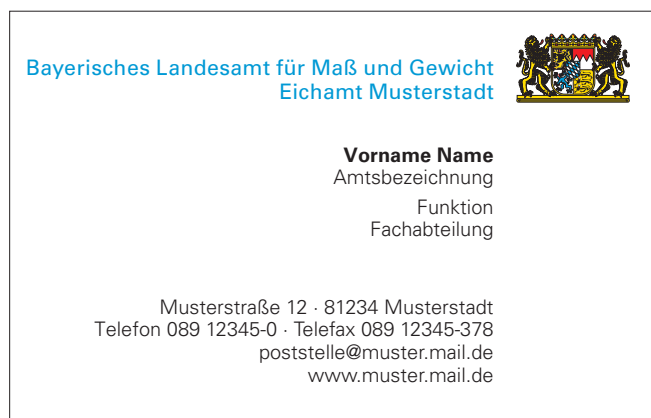 Bayerisches Landesamt für Maß und Gewicht
Eichamt Musterstadt
Vorname Name
Amtsbezeichnung
Funktion
Fachabteilung
Musterstraße 12 · 81234 Musterstadt
Telefon 089 12345-0 · Telefax 089 12345-378
poststelle@muster.mail.de
www.muster.mail.de